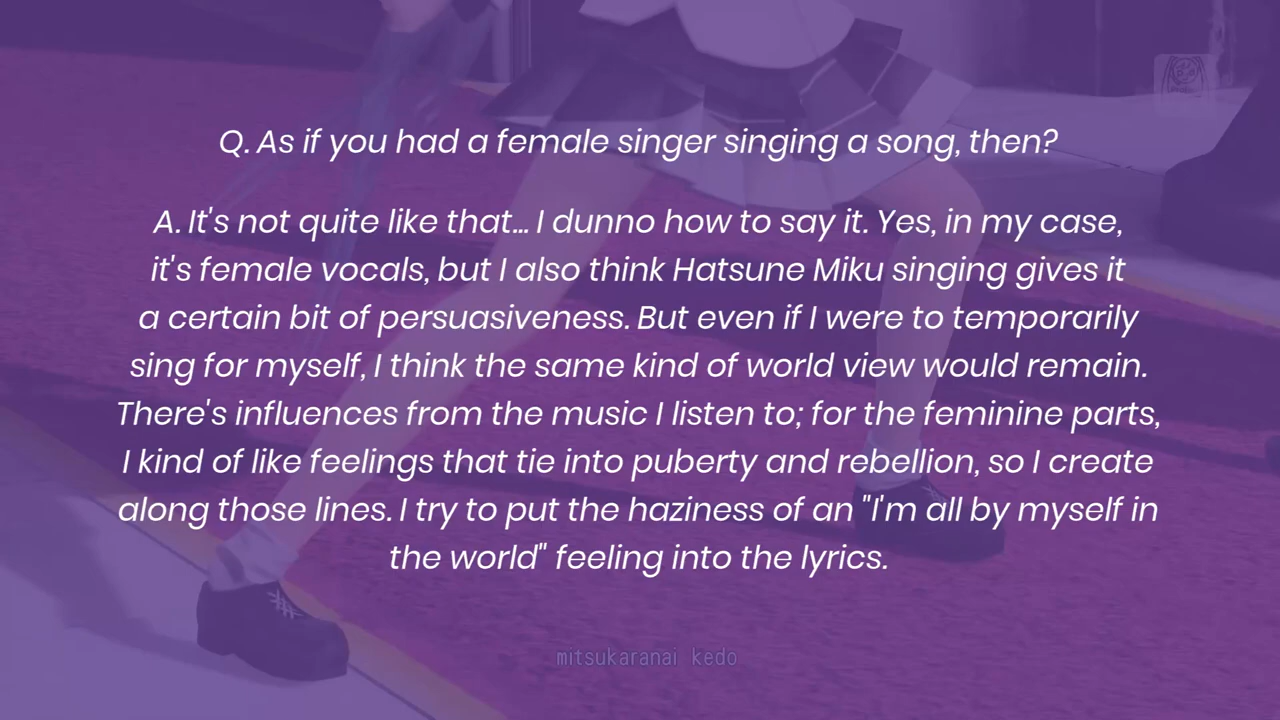 Q. As if you had a female singer singing a song, then?
A. It's not quite like that... I dunno how to say it. Yes, in my case,
it's female vocals, but I also think Hatsune Miku singing gives it
a certain bit of persuasiveness. But even if I were to temporarily
sing for myself, I think the same kind of world view would remain.
There's influences from the music I listen to; for the feminine parts,
I kind of like feelings that tie into puberty and rebellion, so I create
along those lines. I try to put the haziness of an "I'm all by myself in
the world" feeling into the lyrics.
mitsukaranai kedo